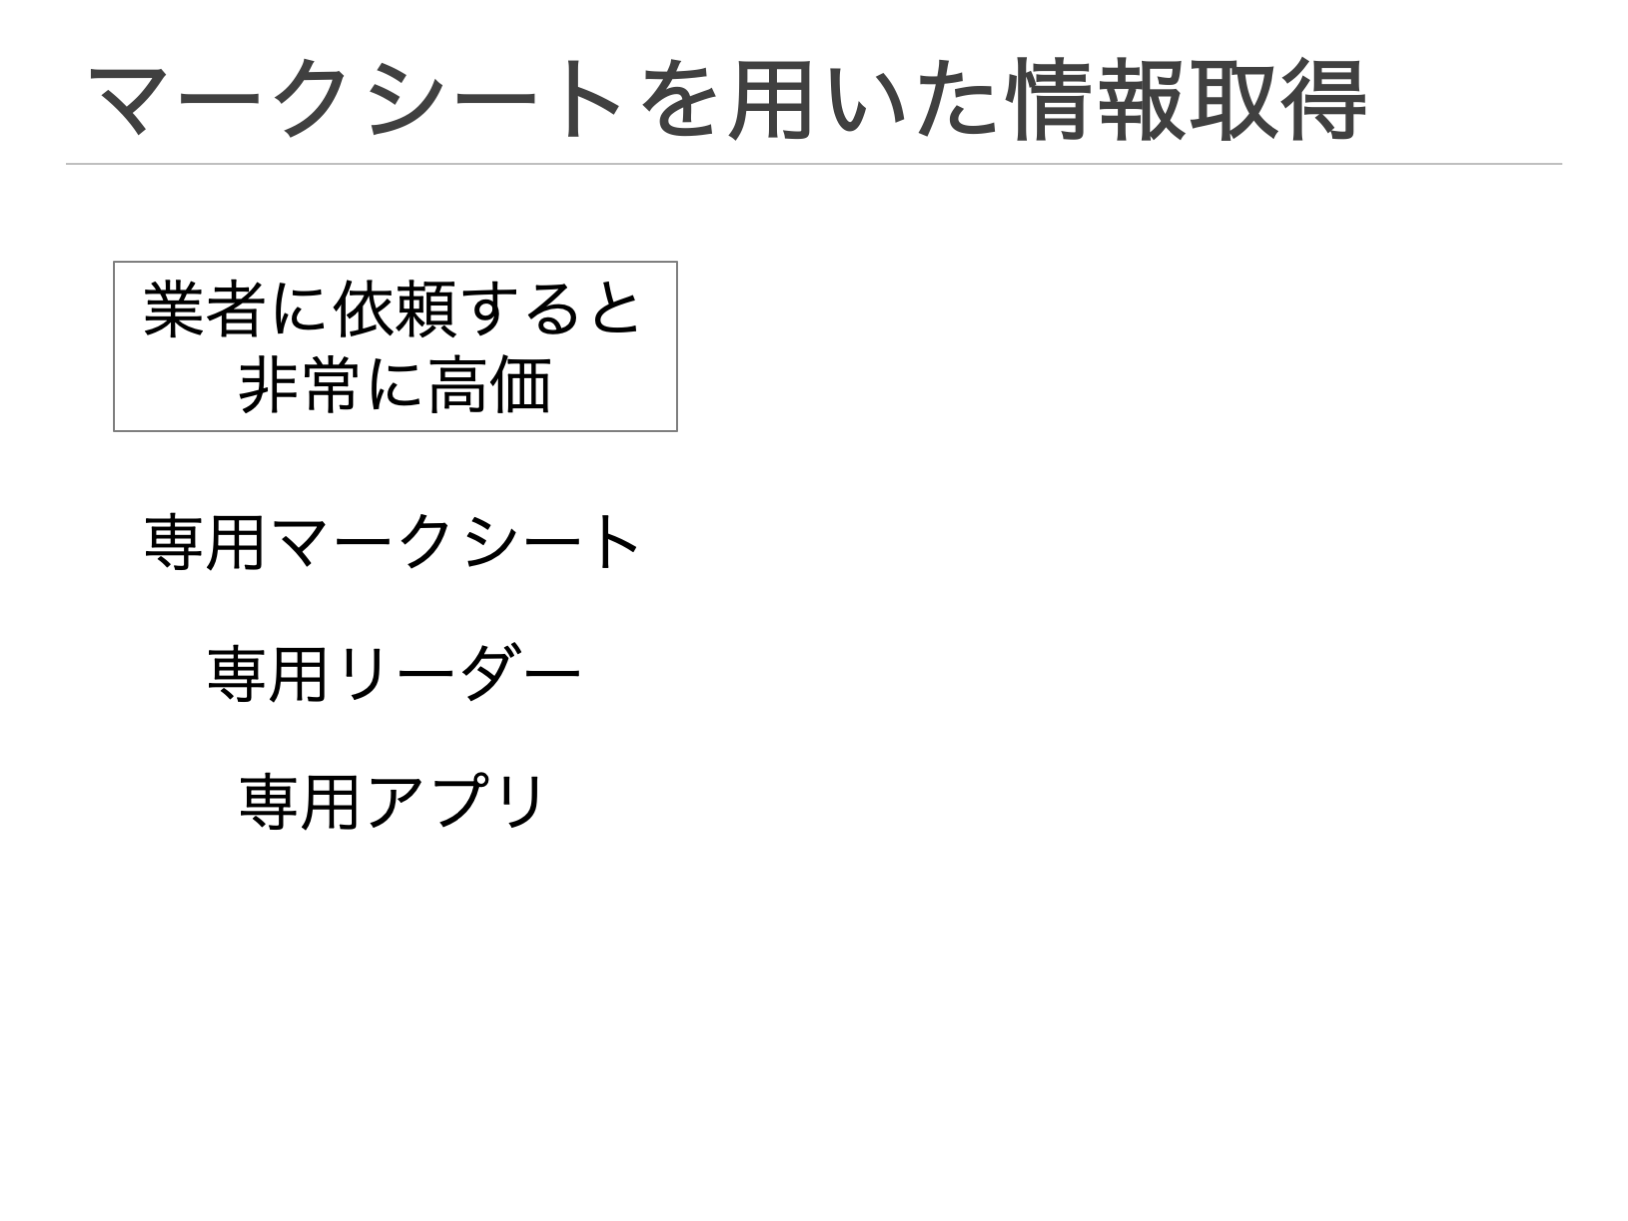 マークシートを用いた情報取得
業者に依頼すると
非常に高価
専用マークシート
専用リーダー
専用アプリ